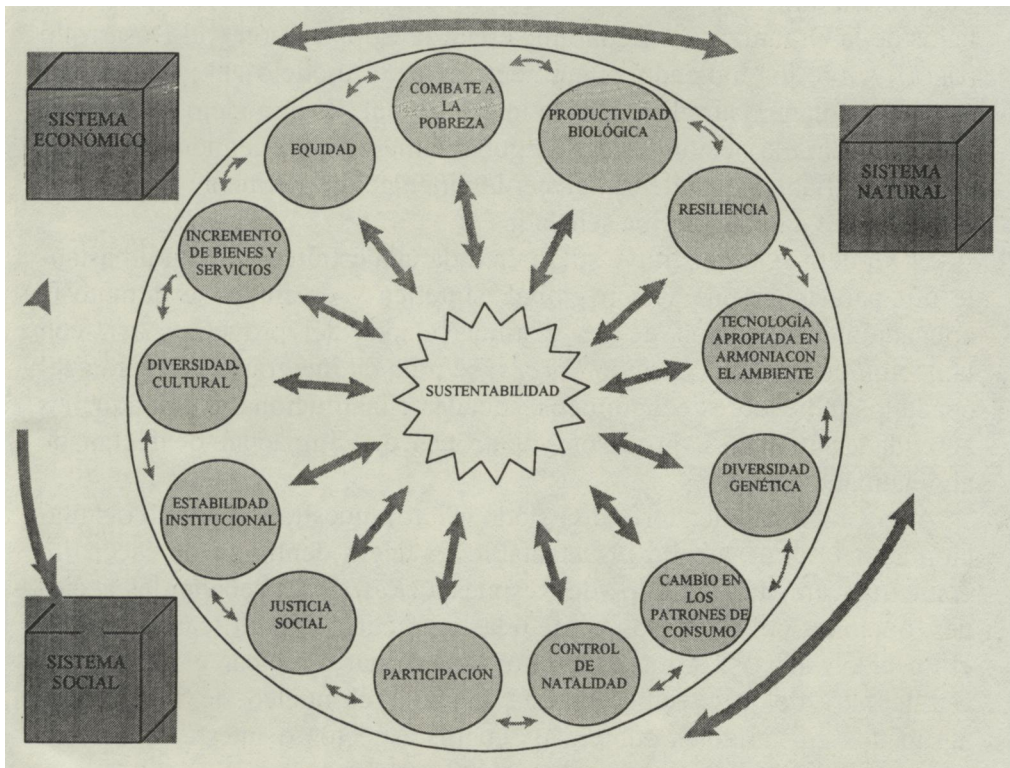 COMBATE A
LA
POBREZA
PRODUCTIVIDAD
BIOLÓGICA
SISTEMA
ECONÓMICO
EQUIDAD
SISTEMA
NATURAL
RESILIENCIA
INCREMENTO
DE BIENES Y
SERVICIOS
TECNOLOGÍA
APROPIADA EN
ARMONIACON
EL AMBIENTE
DIVERSIDAD
CULTURAL
SUSTENTABILIDAD
DIVERSIDAD
GENÉTICA
ESTABILIDAD
INSTITUCIONAL
CAMBIO EN
LOS
PATRONES DE
CONSUMO
JUSTICIA
SOCIAL
CONTROL
DE
NATALIDAD
PARTICIPACIÓN
SISTEMA
SOCIAL